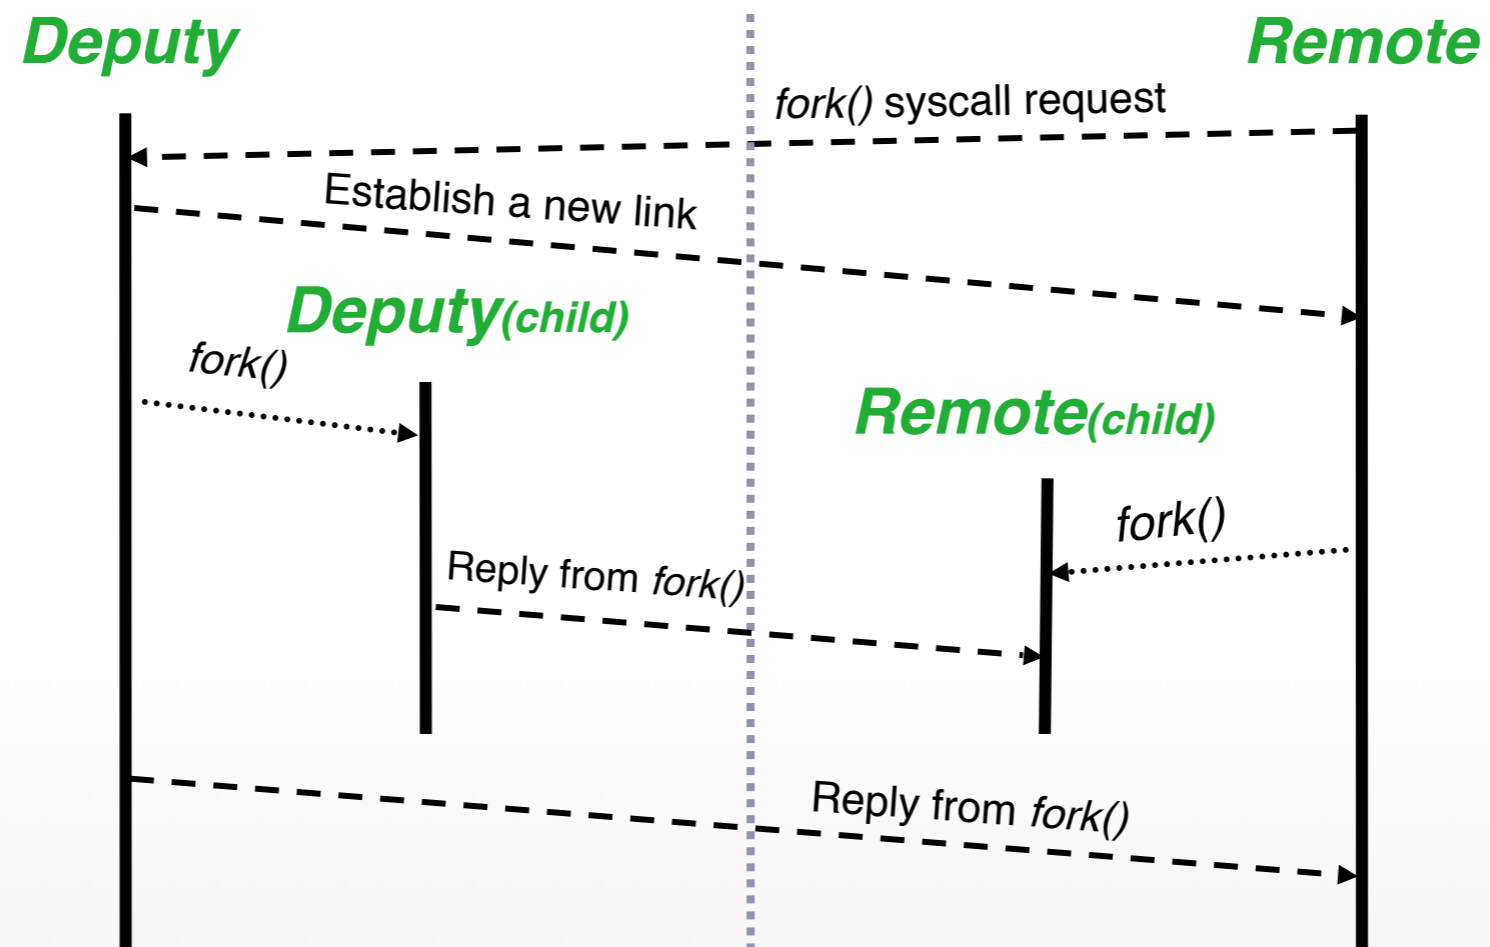 Deputy
Remote
fork() syscall request
Establish a new link
Deputy(child)
fork()
Remote(child)
fork()
Reply from fork()
Reply from fork()